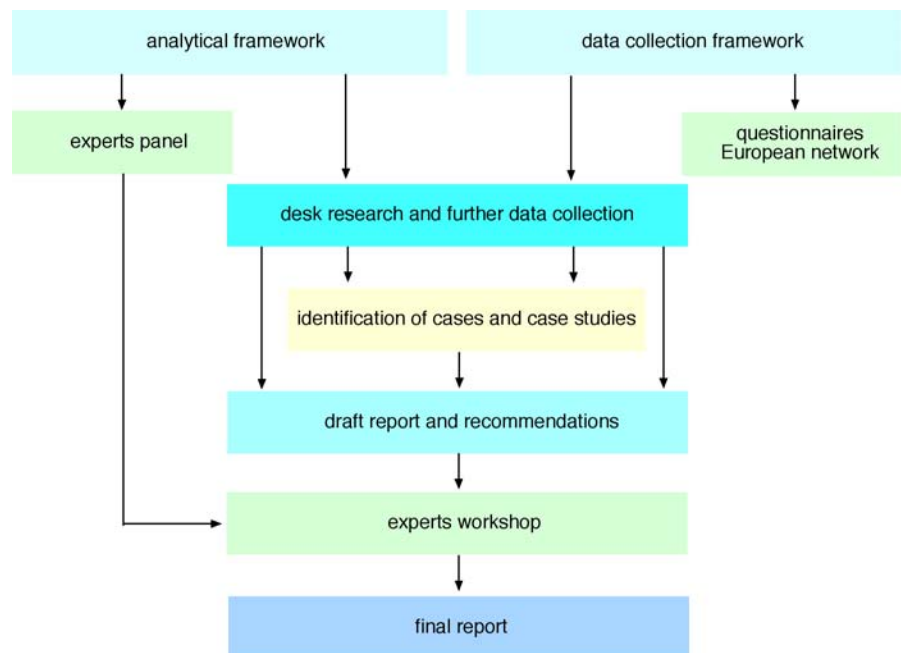 analytical framework
data collection framework
experts panel
questionnaires
European network
desk research and further data collection
identification of cases and case studies
draft report and recommendations
experts workshop
final report